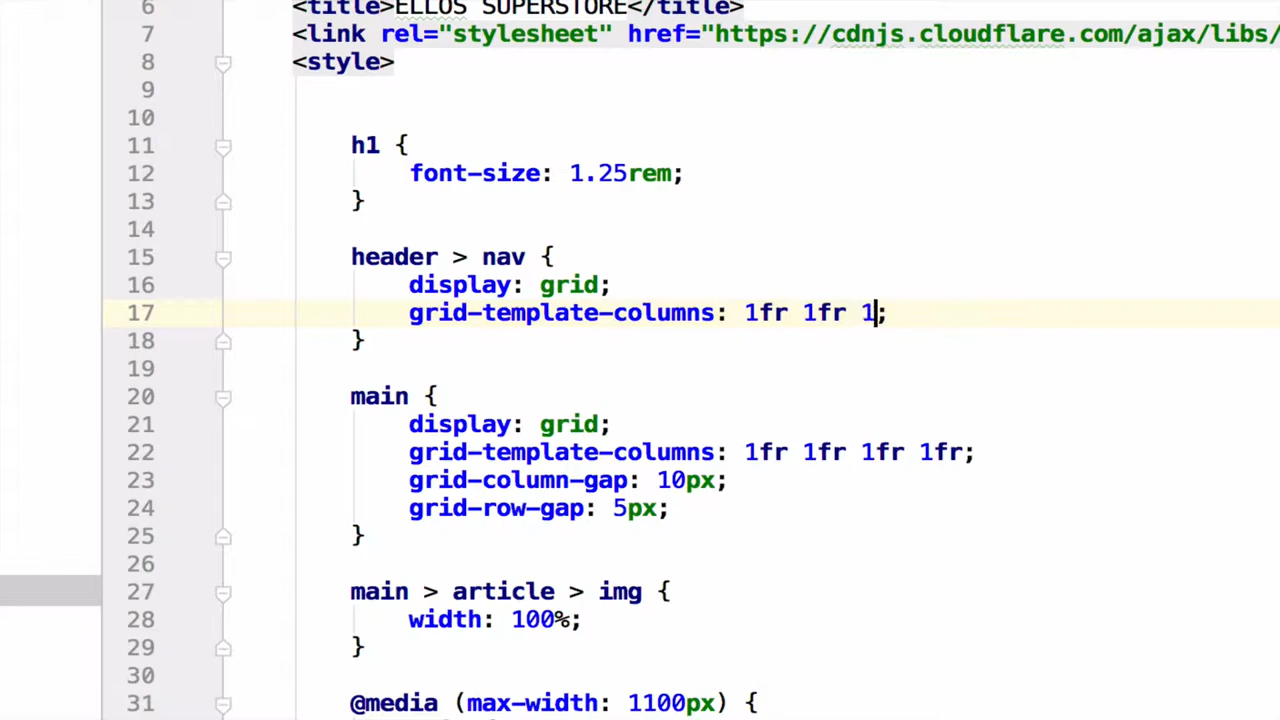 6 <title>ELLOS SUPERSTORE</title>
7 <link rel="stylesheet" href="https://cdnjs.cloudflare.com/ajax/libs/
8 <style>
9
10
11 h1 {
12 font-size: 1.25rem;
13 }
14
15 header > nav {
16 display: grid;
17 grid-template-columns: 1fr 1fr 1;
18 }
19
20 main {
21 display: grid;
22 grid-template-columns: 1fr 1fr 1fr 1fr;
23 grid-column-gap: 10px;
24 grid-row-gap: 5px;
25 }
26
27 main > article > img {
28 width: 100%;
29 }
30
31 @media (max-width: 1100px) {